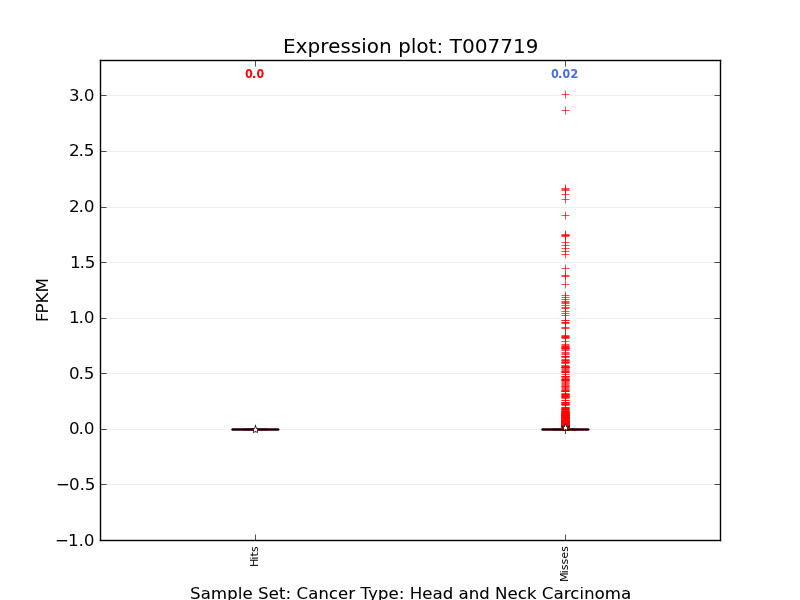 Expression plot: T007719
0.0
0.02
3.0
2.5
2.0
1.5
1.0
0.5
0.0
−0.5
−1.0
FPKM
Hits
Misses
Sample Set: Cancer Type: Head and Neck Carcinoma